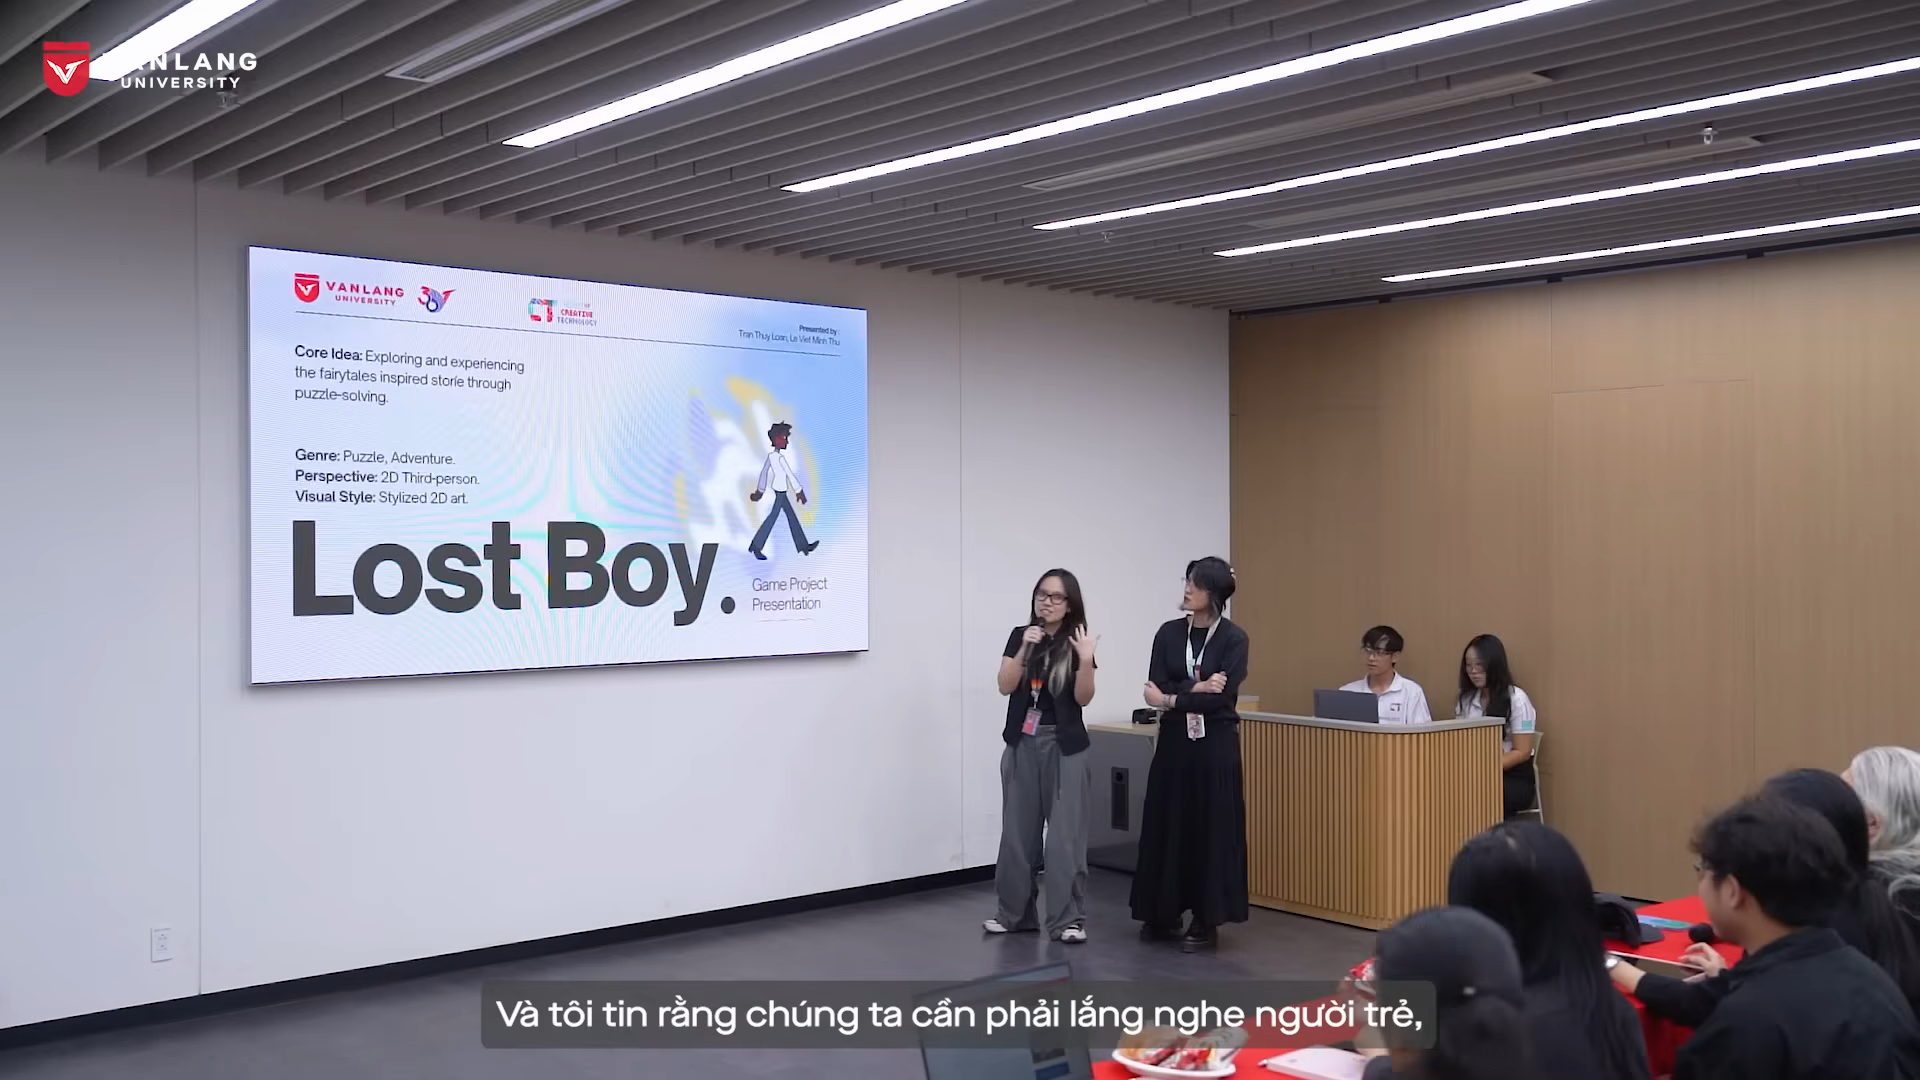 VANLANG
UNIVERSITY
VANLANG
UNIVERSITY
CREATIVE
TECHNOLOGY
Presented by :
Tran Thuy Loan, Le Viet Minh Thu
Core Idea: Exploring and experiencing
the fairytales inspired storie through
puzzle-solving.
Genre: Puzzle, Adventure.
Perspective: 2D Third-person.
Visual Style: Stylized 2D art.
Lost Boy.
Game Project
Presentation
Và tôi tin rằng chúng ta cần phải lắng nghe người trẻ,